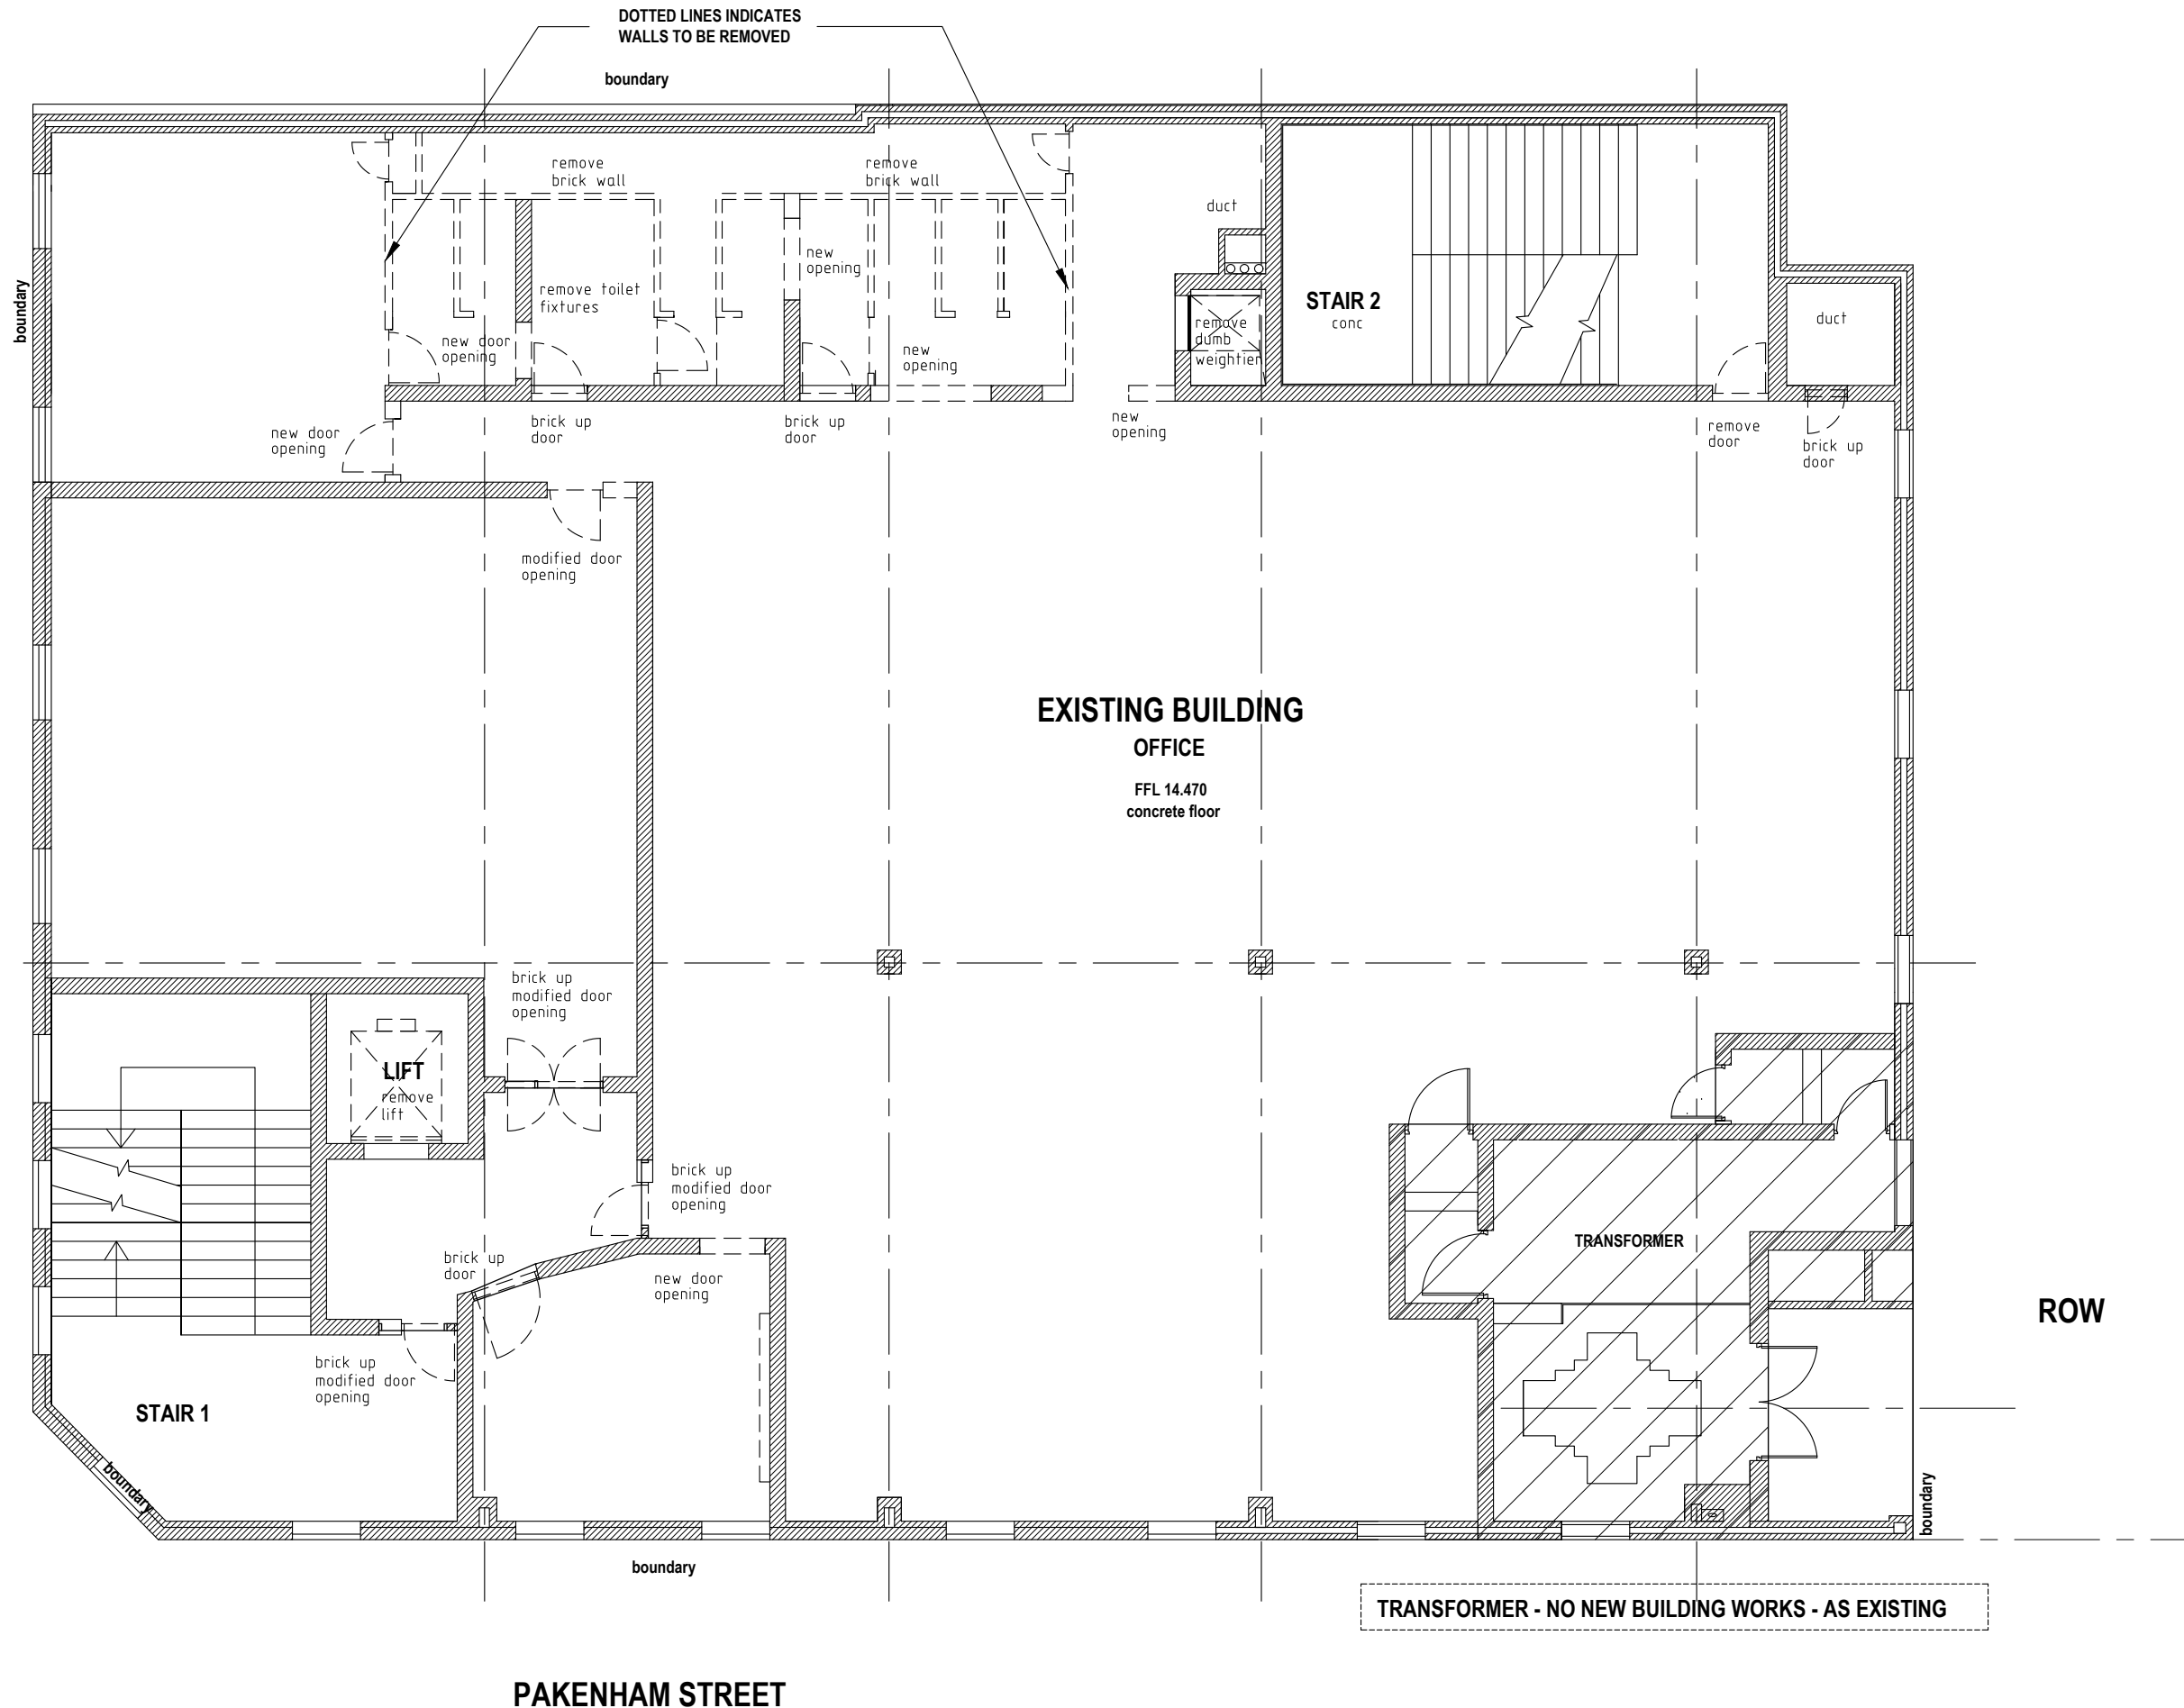 DOTTED LINES INDICATES
WALLS TO BE REMOVED
boundary
remove
brick wall
remove
brick wall
duct
new
opening
boundary
remove toilet
fixtures
STAIR 2
conc
duct
remove
dumb
weightier
new door
opening
new
opening
new door
opening
brick up
door
brick up
door
new
opening
remove
door
brick up
door
modified door
opening
EXISTING BUILDING
OFFICE
FFL 14.470
concrete floor
brick up
modified door
opening
LIFT
remove
lift
brick up
modified door
opening
brick up
door
new door
opening
TRANSFORMER
ROW
brick up
modified door
opening
STAIR 1
boundary
boundary
boundary
TRANSFORMER - NO NEW BUILDING WORKS - AS EXISTING
PAKENHAM STREET